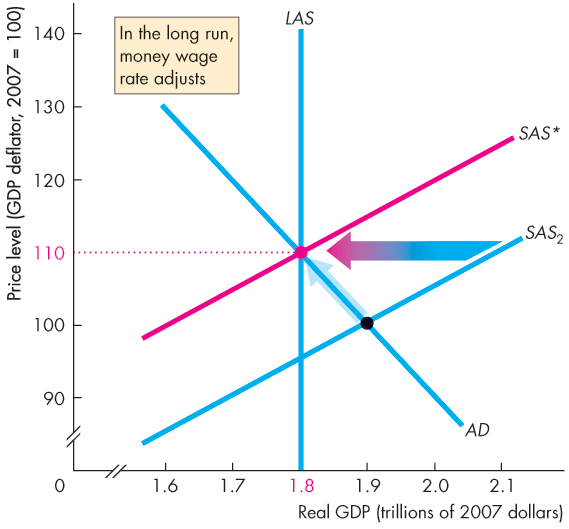 Price level (GDP deflator, 2007 = 100)
140
130
120
110
100
90
0
In the long run,
money wage
rate adjusts
LAS
SAS*
SAS2
AD
1.6
1.7
1.8
1.9
2.0
2.1
Real GDP (trillions of 2007 dollars)